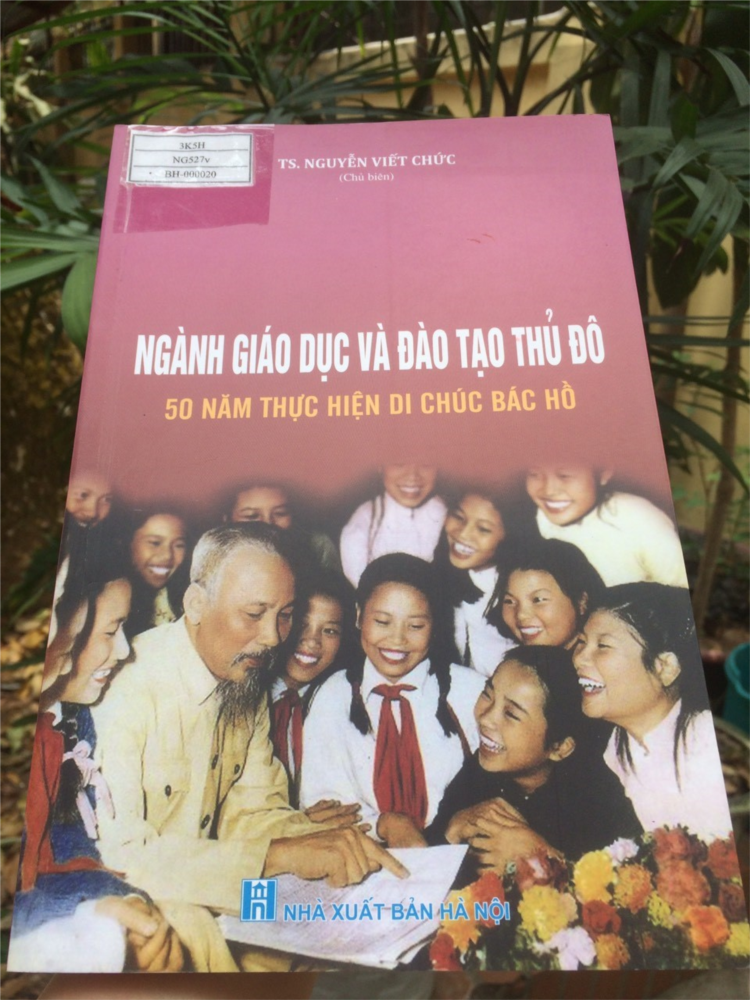 3K5H
NG527v
BH-000020
TS. NGUYỄN VIẾT CHỨC
(Chủ biên)
NGÀNH GIÁO DỤC VÀ ĐÀO TẠO THỦ ĐÔ
50 NĂM THỰC HIỆN DI CHÚC BÁC HỒ
NHÀ XUẤT BẢN HÀ NỘI